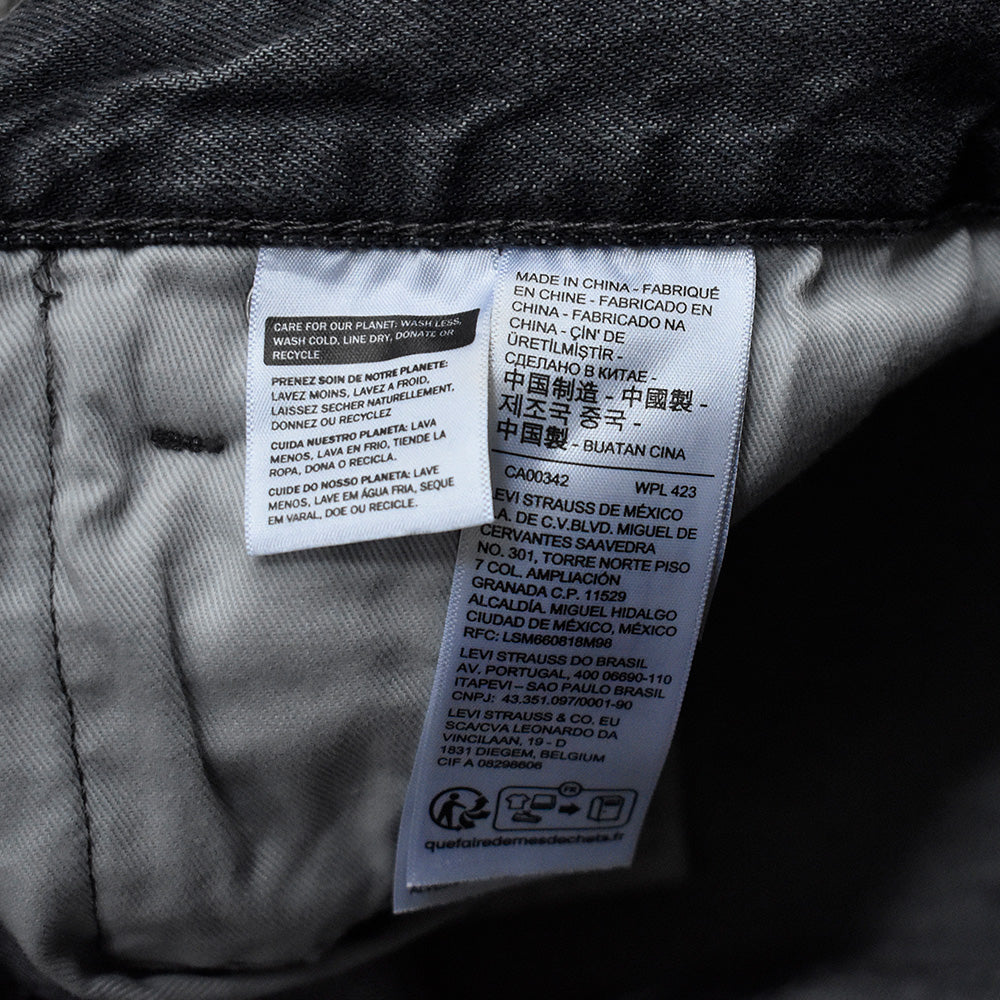 CARE FOR OUR PLANET: WASH LESS,
WASH COLD, LINE DRY, DONATE OR
RECYCLE
PRENEZ SOIN DE NOTRE PLANETE:
LAVEZ MOINS, LAVEZ A FROID,
LAISSEZ SECHER NATURELLEMENT,
DONNEZ OU RECYCLEZ
CUIDA NUESTRO PLANETA: LAVA
MENOS, LAVA EN FRIO, TIENDE LA
ROPA, DONA O RECICLA.
CUIDE DO NOSSO PLANETA: LAVE
MENOS, LAVE EM ÁGUA FRIA, SEQUE
EM VARAL, DOE OU RECICLE.
MADE IN CHINA - FABRIQUÉ
EN CHINE - FABRICADO EN
CHINA - FABRICADO NA
CHINA - ÇİN' DE
ÜRETİLMİŞTİR -
СДЕЛАНО В КИТАЕ -
中国制造 - 中國製 -
제조국 중국 -
中国製 - BUATAN CINA
CA00342 WPL 423
LEVI STRAUSS DE MÉXICO
.A. DE C.V.BLVD. MIGUEL DE
CERVANTES SAAVEDRA
NO. 301, TORRE NORTE PISO
7 COL. AMPLIACIÓN
GRANADA C.P. 11529
ALCALDÍA. MIGUEL HIDALGO
CIUDAD DE MÉXICO, MÉXICO
RFC: LSM660818M98
LEVI STRAUSS DO BRASIL
AV. PORTUGAL, 400 06690-110
ITAPEVI – SAO PAULO BRASIL
CNPJ: 43.351.097/0001-90
LEVI STRAUSS & CO. EU
SCA/CVA LEONARDO DA
VINCILAAN, 19 - D
1831 DIEGEM, BELGIUM
CIF A 08298606
FR
quefairedemesdechets.fr